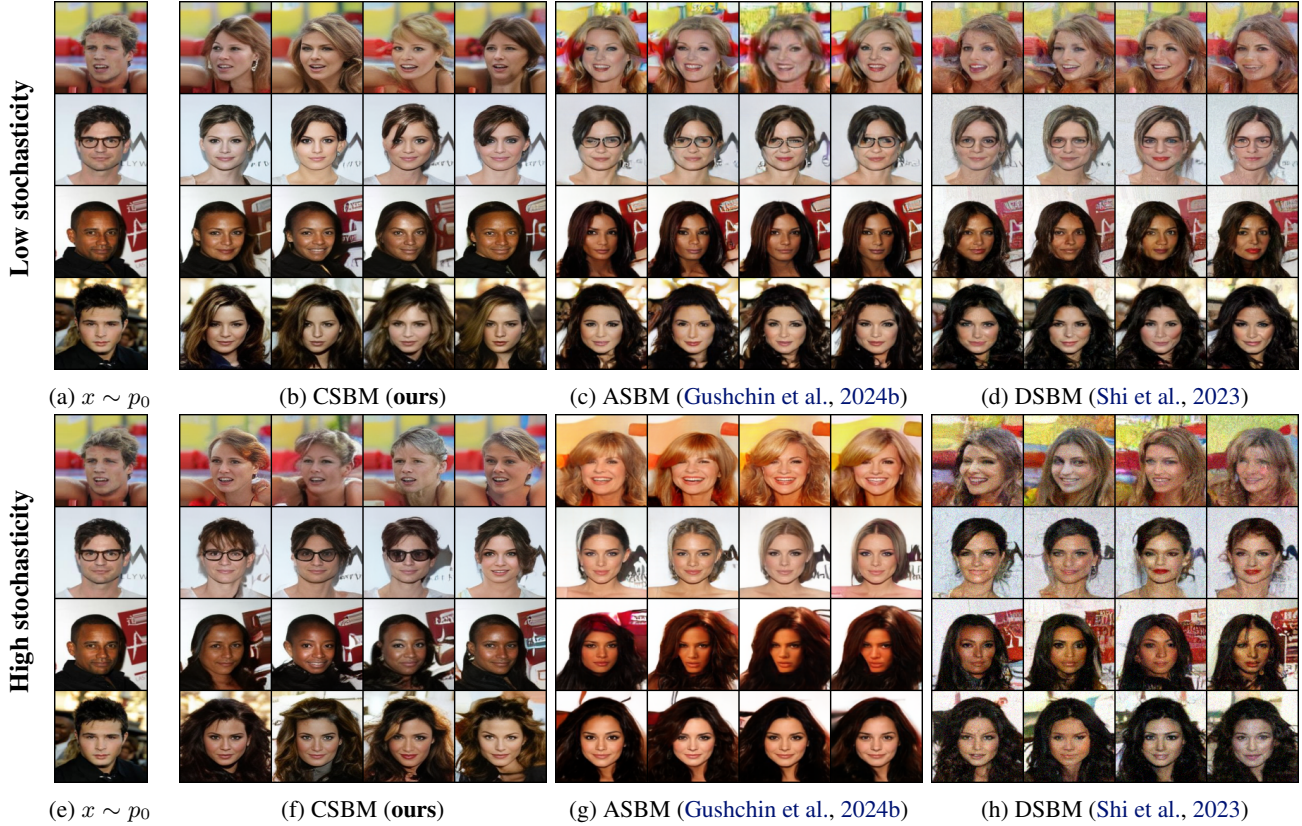 Low stochasticity
(a) x ∼ p₀
(b) CSBM (ours)
(c) ASBM (Gushchin et al., 2024b)
(d) DSBM (Shi et al., 2023)
High stochasticity
(e) x ∼ p₀
(f) CSBM (ours)
(g) ASBM (Gushchin et al., 2024b)
(h) DSBM (Shi et al., 2023)